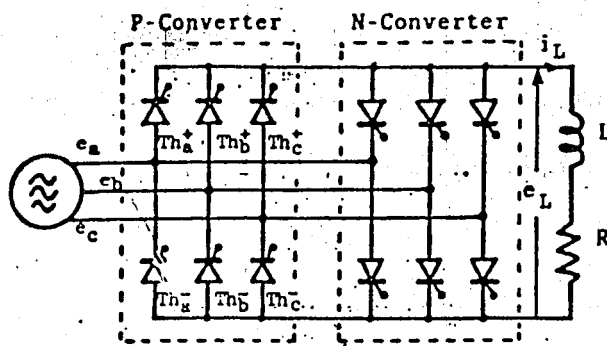 P-Converter N-Converter
i_L
Th_a^+ Th_b^+ Th_c^+
L
e_a
e_b
e_c
e_L
R
Th_a^- Th_b^- Th_c^-